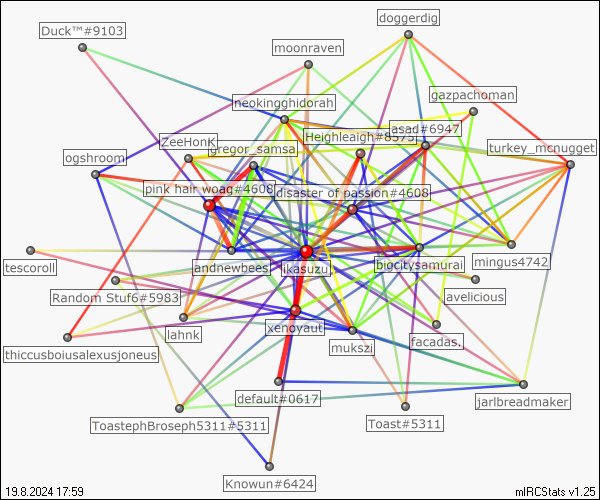 doggerdig
Duck™#9103
moonraven
gazpachoman
neokingghidorah
Heighleaigh#8575
asad#6947
ZeeHonK
gregor_samsa
turkey_mcnugget
ogshroom
pink hair woag#4608
disaster of passion#4608
tescoroll
andnewbees
ikasuzu
biocitysamurai
mingus4742
Random Stuf6#5983
avelicious
lahnk
xenoyaut
mukszi
facadas.
thiccusboiusalexusjoneus
default#0617
jarlbreadmaker
ToastephBroseph5311#5311
Toast#5311
Knowun#6424
19.8.2024 17:59
mIRCStats v1.25